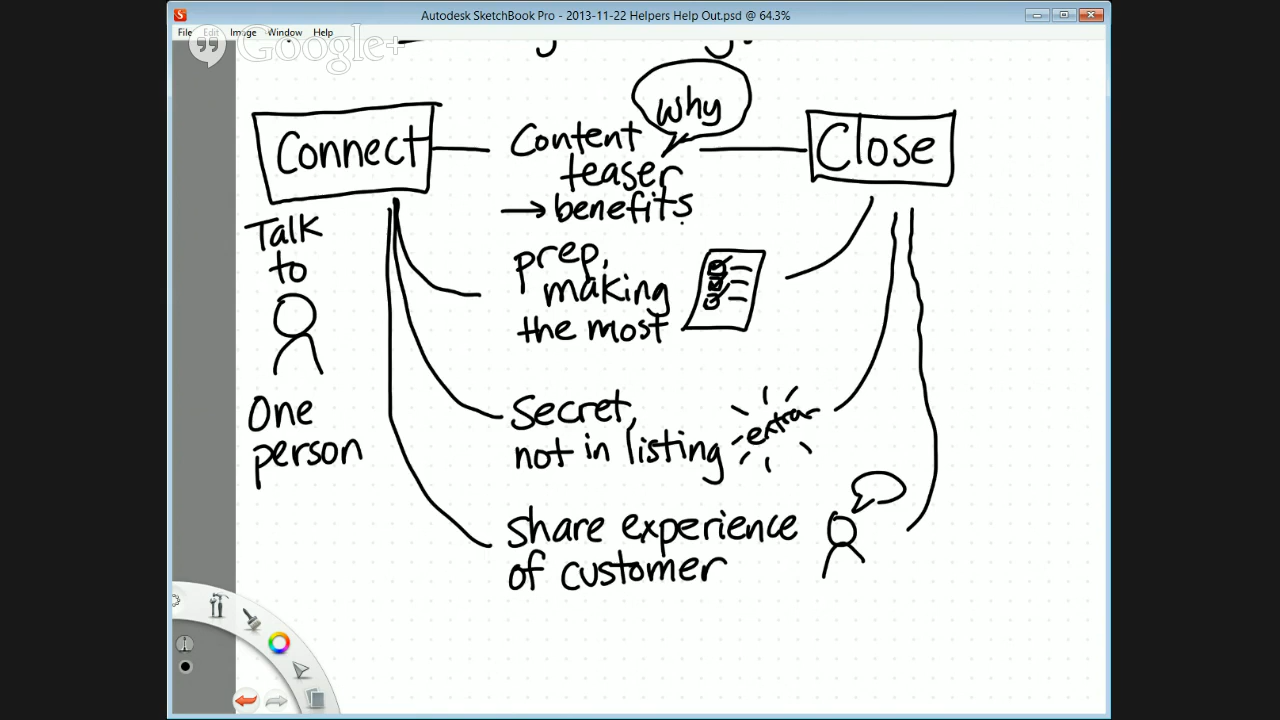 Autodesk SketchBook Pro - 2013-11-22 Helpers Help Out.psd @ 64.3%
File Edit Image Window Help
Google+
why
Connect
Content
teaser
→ benefits
Close
Talk
to
One
person
prep,
making
the most
Secret,
not in listing
extra
share experience
of customer